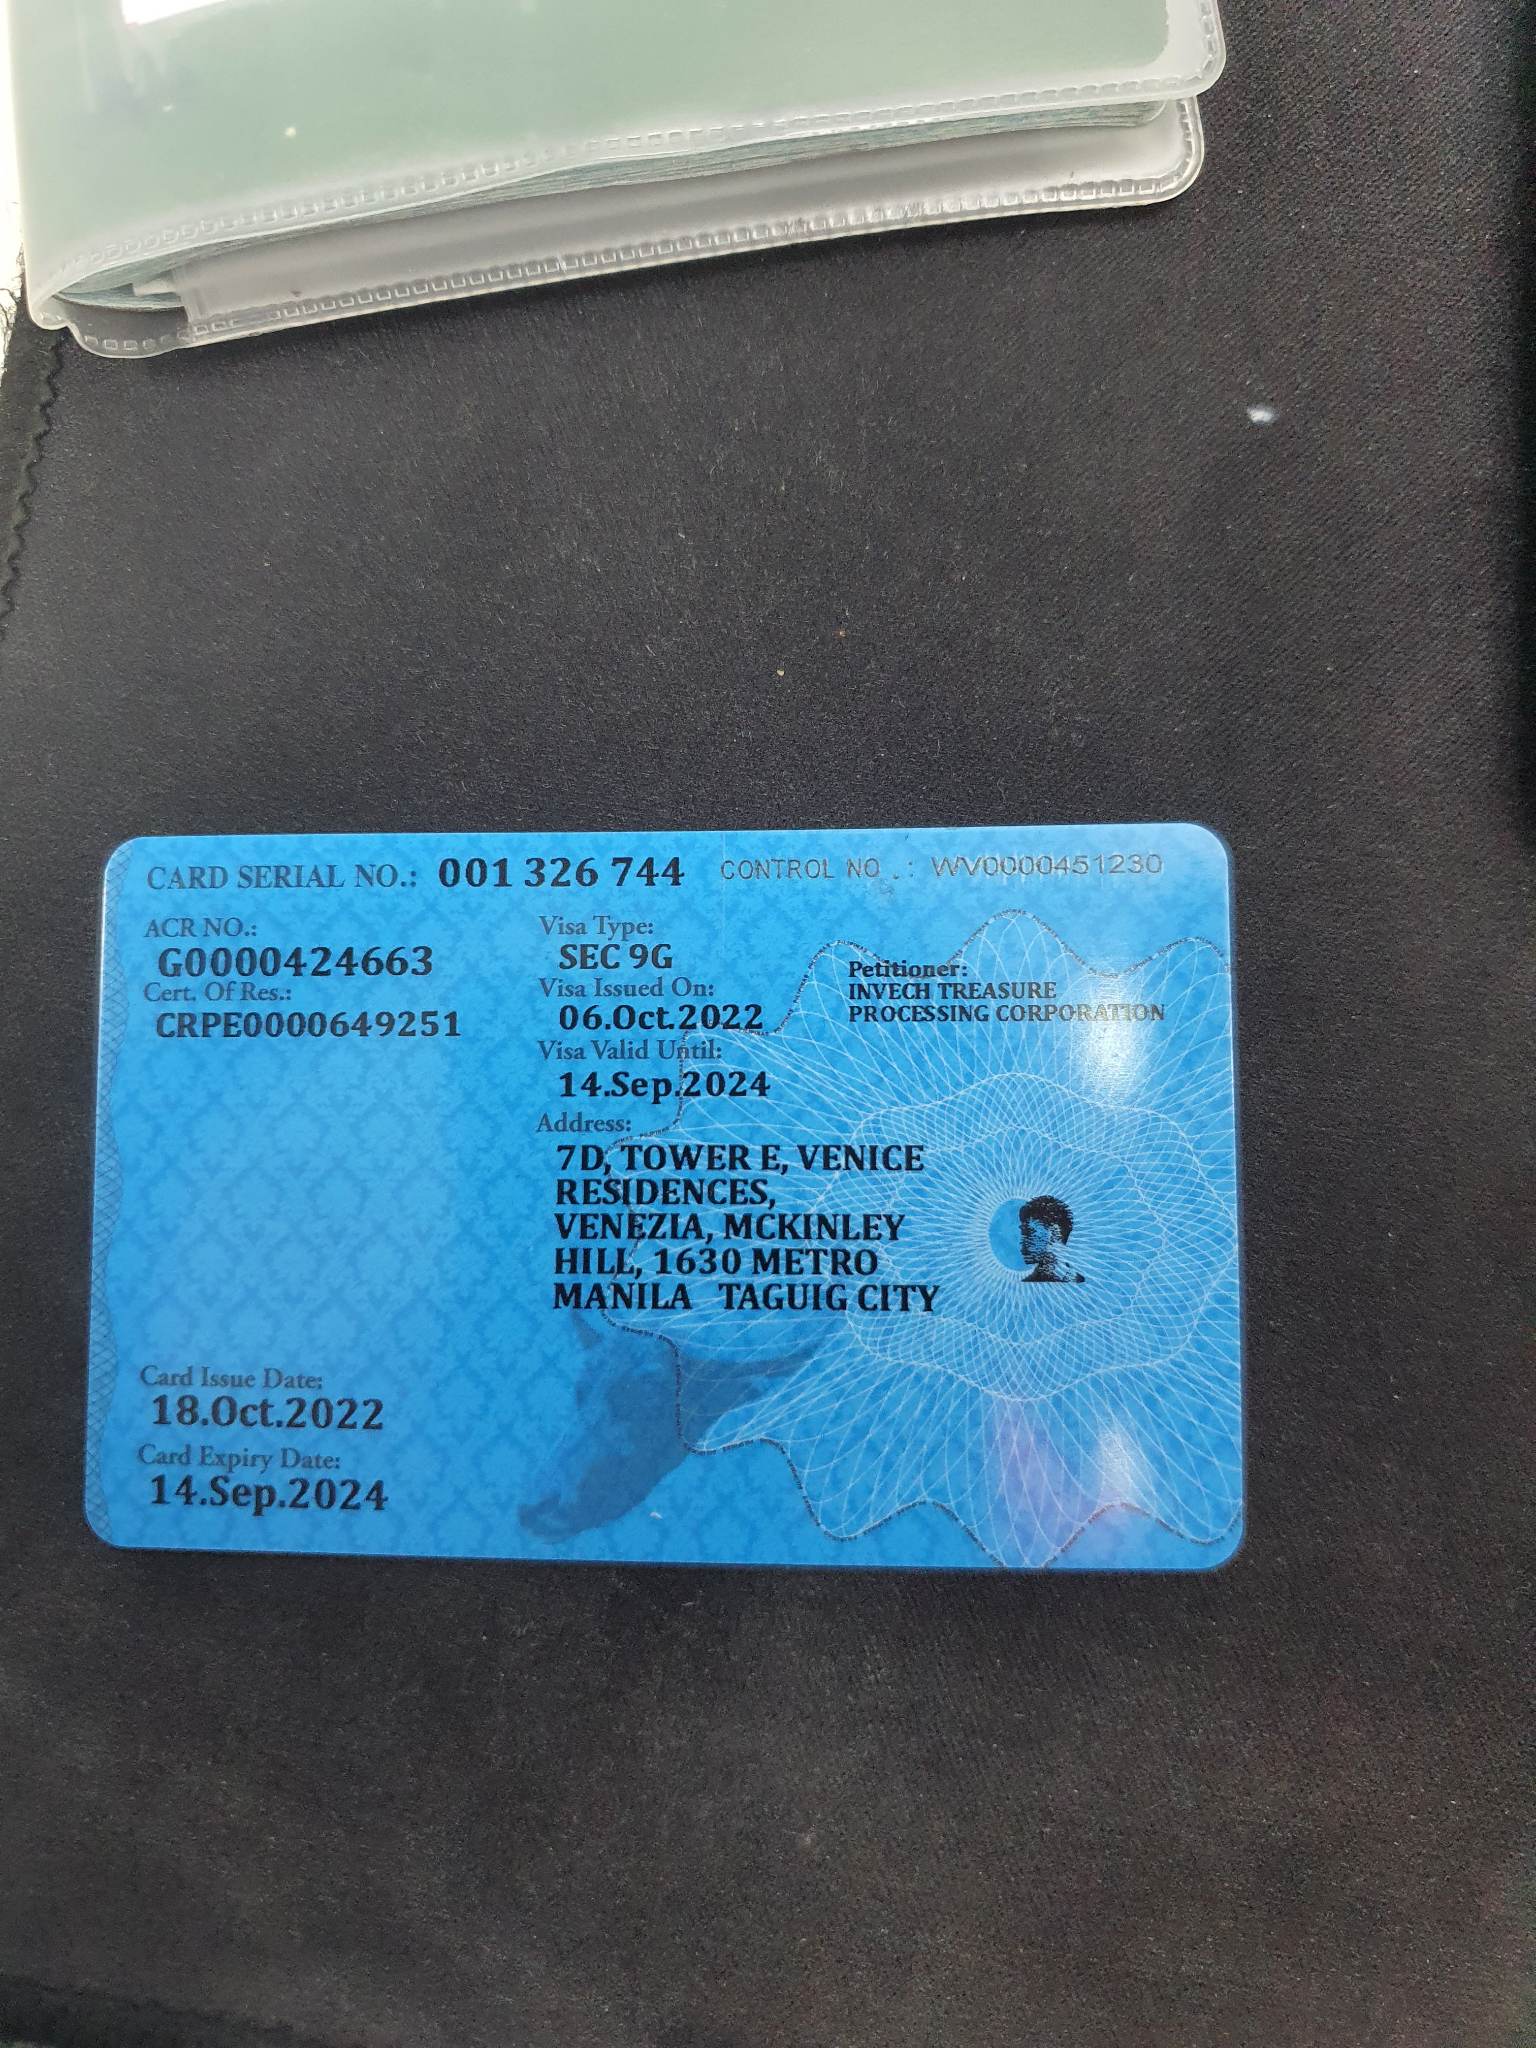 CARD SERIAL NO.: 001 326 744 CONTROL NO.: WV0000451230
ACR NO.:
G0000424663
Cert. Of Res.:
CRPE0000649251
Visa Type:
SEC 9G
Visa Issued On:
06.Oct.2022
Visa Valid Until:
14.Sep.2024
Petitioner:
INVECH TREASURE
PROCESSING CORPORATION
Address:
7D, TOWER E, VENICE
RESIDENCES,
VENEZIA, MCKINLEY
HILL, 1630 METRO
MANILA TAGUIG CITY
Card Issue Date:
18.Oct.2022
Card Expiry Date:
14.Sep.2024